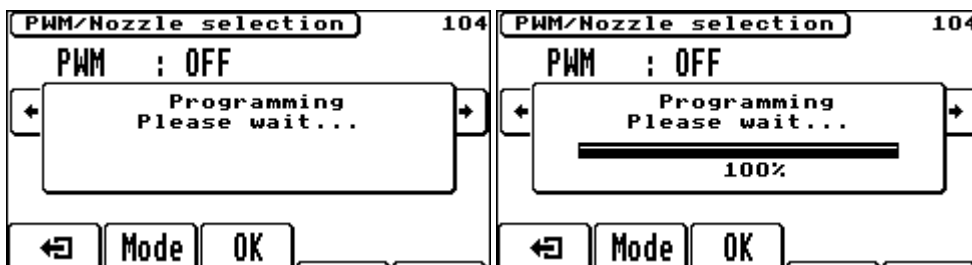 PWM/Nozzle selection 104
PWM : OFF
Programming
Please wait...
Mode OK
PWM/Nozzle selection 104
PWM : OFF
Programming
Please wait...
100%
Mode OK